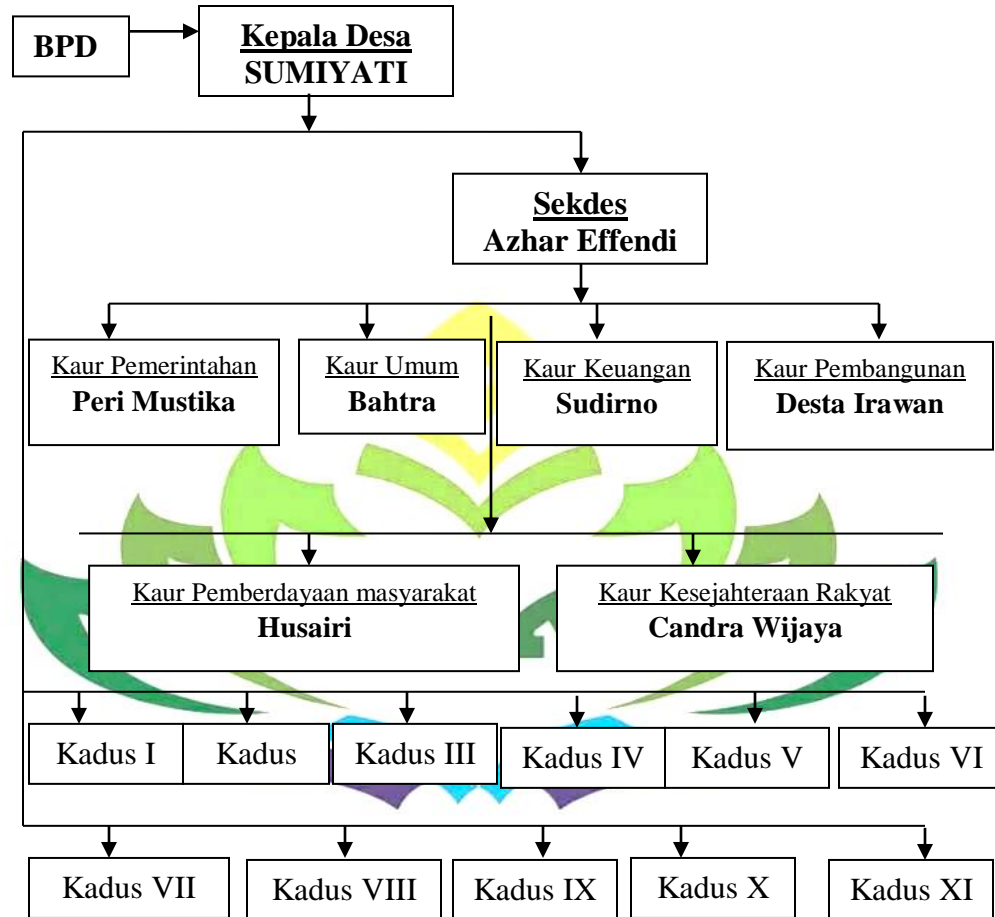 BPD
Kepala Desa
SUMIYATI
Sekdes
Azhar Effendi
Kaur Pemerintahan
Peri Mustika
Kaur Umum
Bahtra
Kaur Keuangan
Sudirno
Kaur Pembangunan
Desta Irawan
Kaur Pemberdayaan masyarakat
Husairi
Kaur Kesejahteraan Rakyat
Candra Wijaya
Kadus I
Kadus
Kadus III
Kadus IV
Kadus V
Kadus VI
Kadus VII
Kadus VIII
Kadus IX
Kadus X
Kadus XI